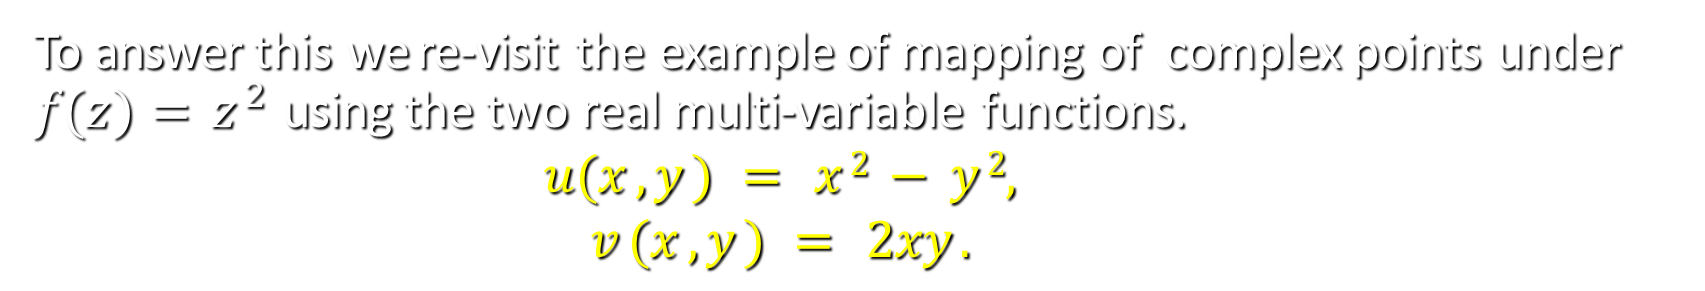 To answer this we re-visit the example of mapping of complex points under
f(z) = z² using the two real multi-variable functions.
u(x,y) = x² − y²,
v(x,y) = 2xy.